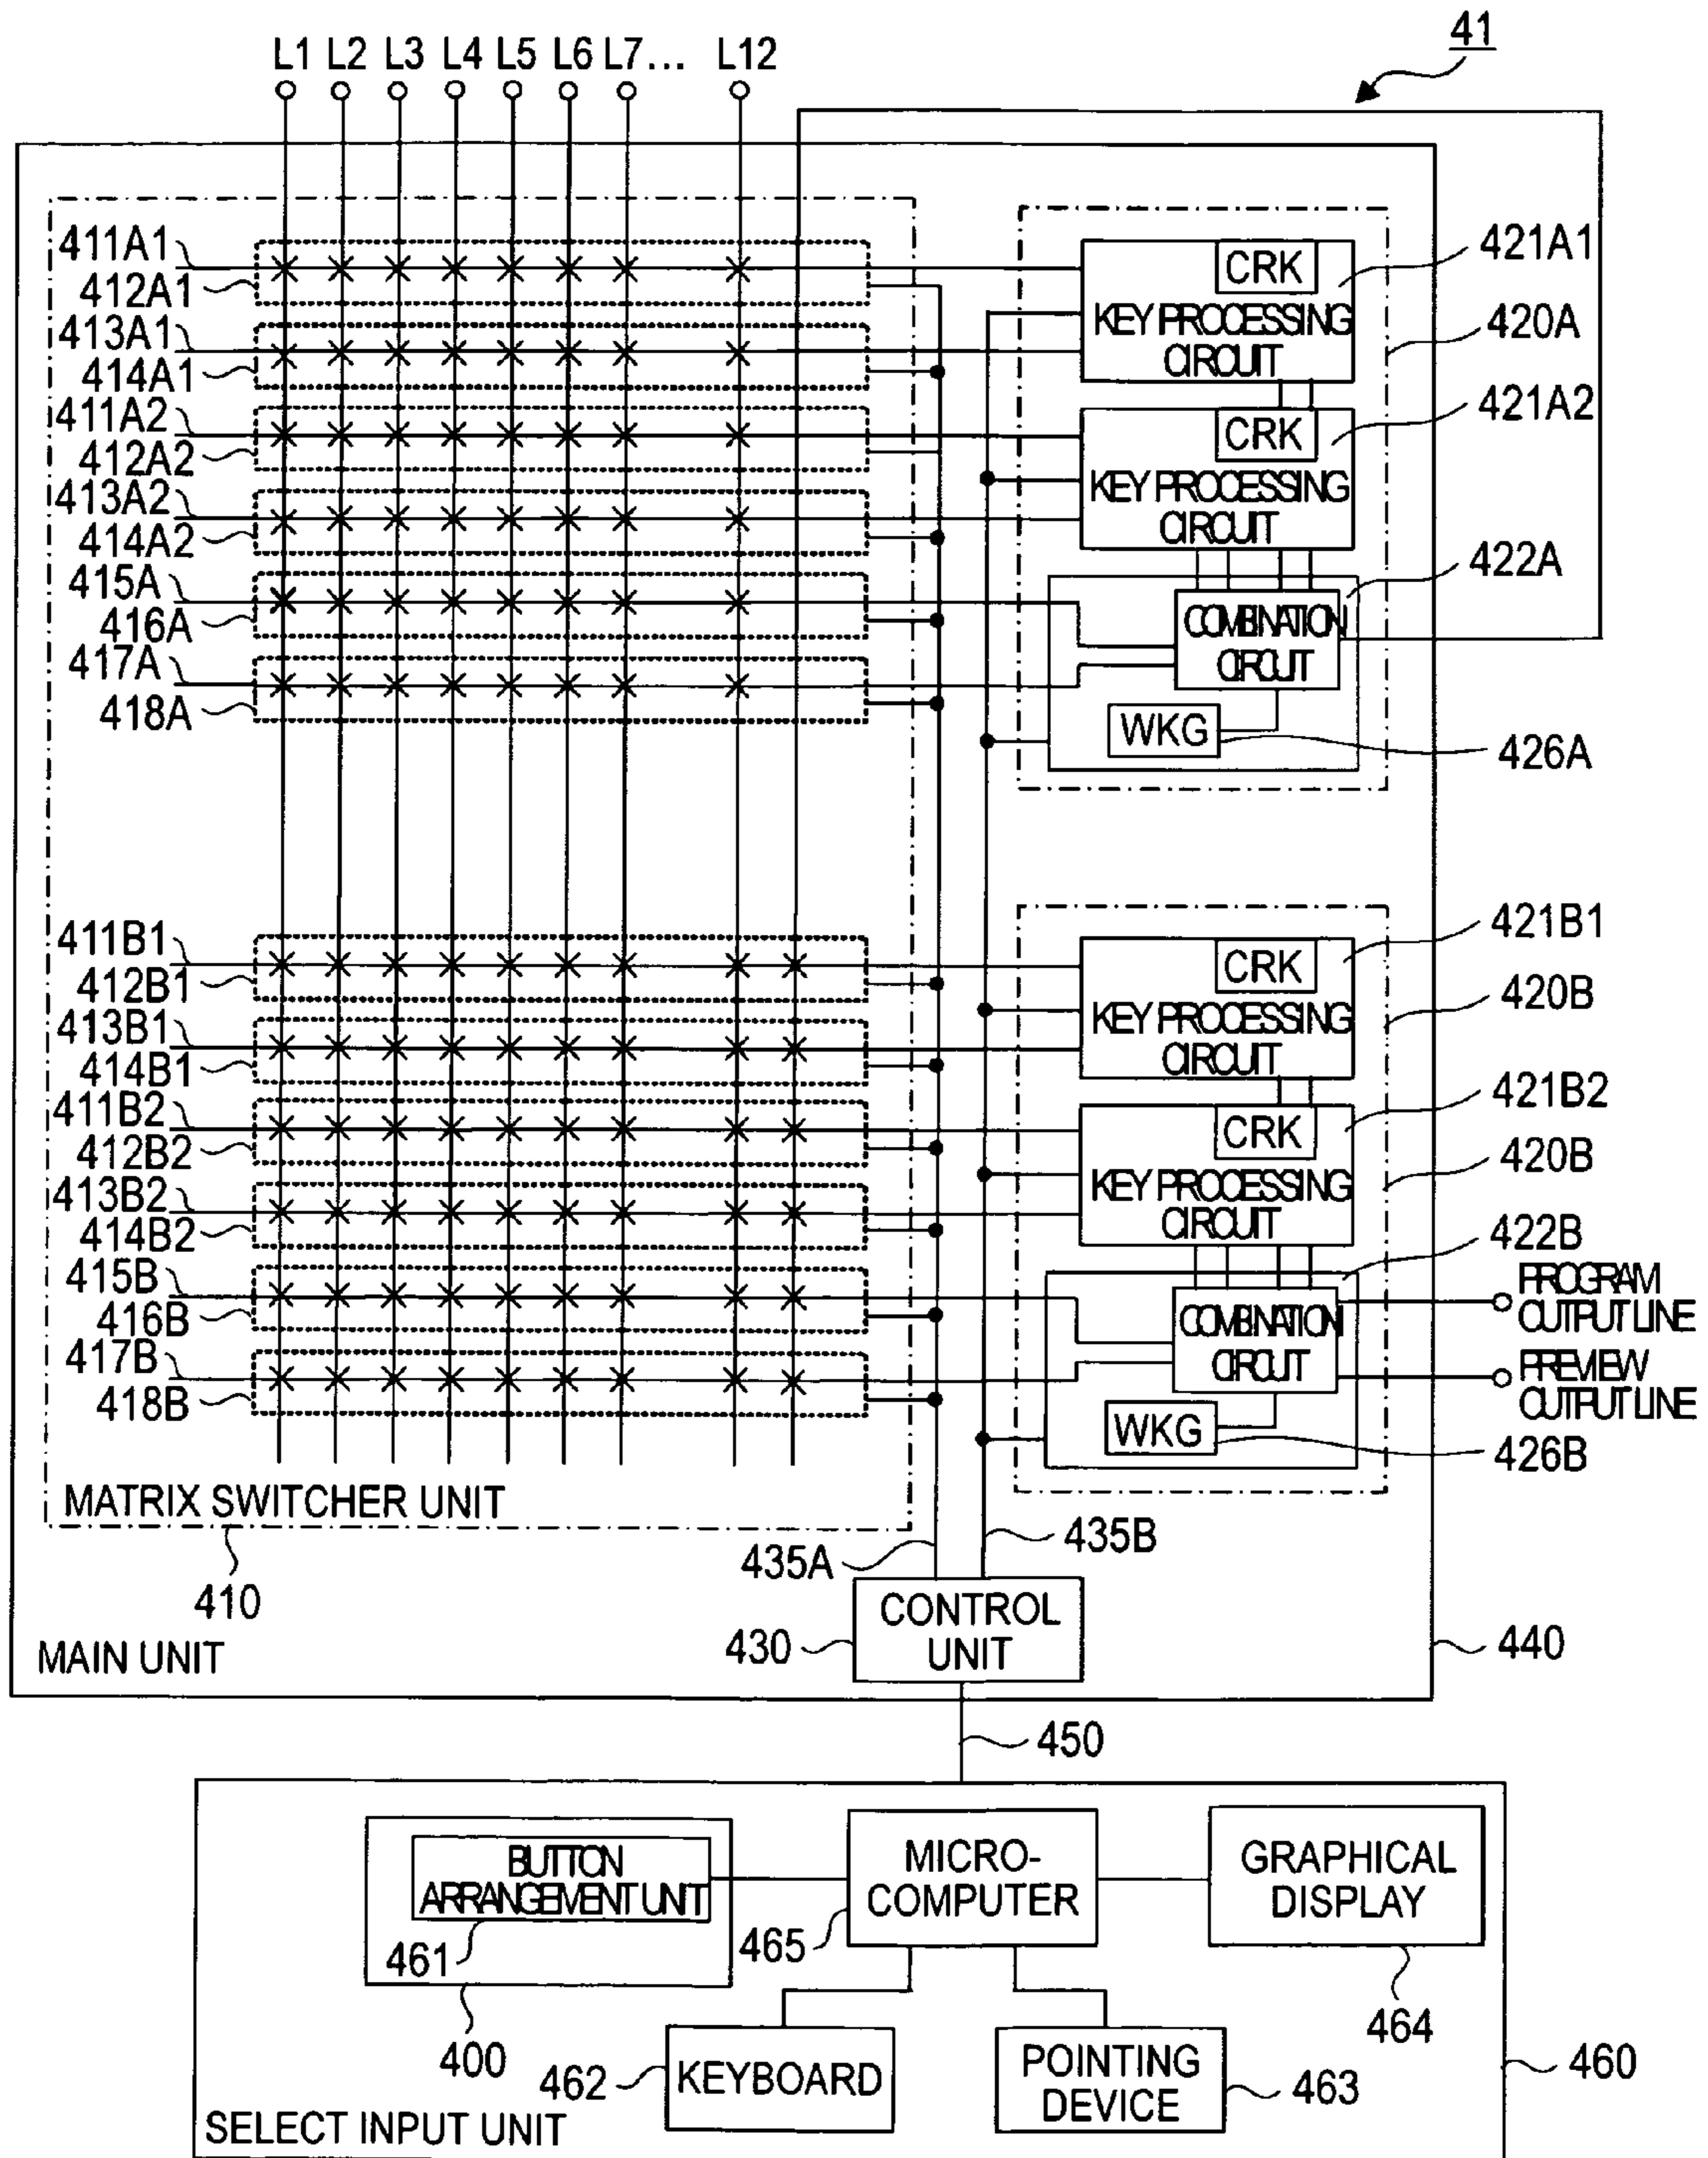 41
L1 L2 L3 L4 L5 L6 L7... L12
411A1
412A1
413A1
414A1
411A2
412A2
413A2
414A2
415A
416A
417A
418A
CRK
KEY PROCESSING
CIRCUIT
421A1
420A
CRK
KEY PROCESSING
CIRCUIT
421A2
422A
COMBINATION
CIRCUIT
WKG
426A
411B1
412B1
413B1
414B1
411B2
412B2
413B2
414B2
415B
416B
417B
418B
CRK
KEY PROCESSING
CIRCUIT
421B1
420B
CRK
KEY PROCESSING
CIRCUIT
421B2
420B
422B
COMBINATION
CIRCUIT
PROGRAM
OUTPUT LINE
PREVIEW
OUTPUT LINE
WKG
426B
MATRIX SWITCHER UNIT
410
435A
435B
CONTROL
UNIT
430
MAIN UNIT
440
450
BUTTON
ARRANGEMENT UNIT
461
400
MICRO-
COMPUTER
465
GRAPHICAL
DISPLAY
464
KEYBOARD
462
POINTING
DEVICE
463
460
SELECT INPUT UNIT